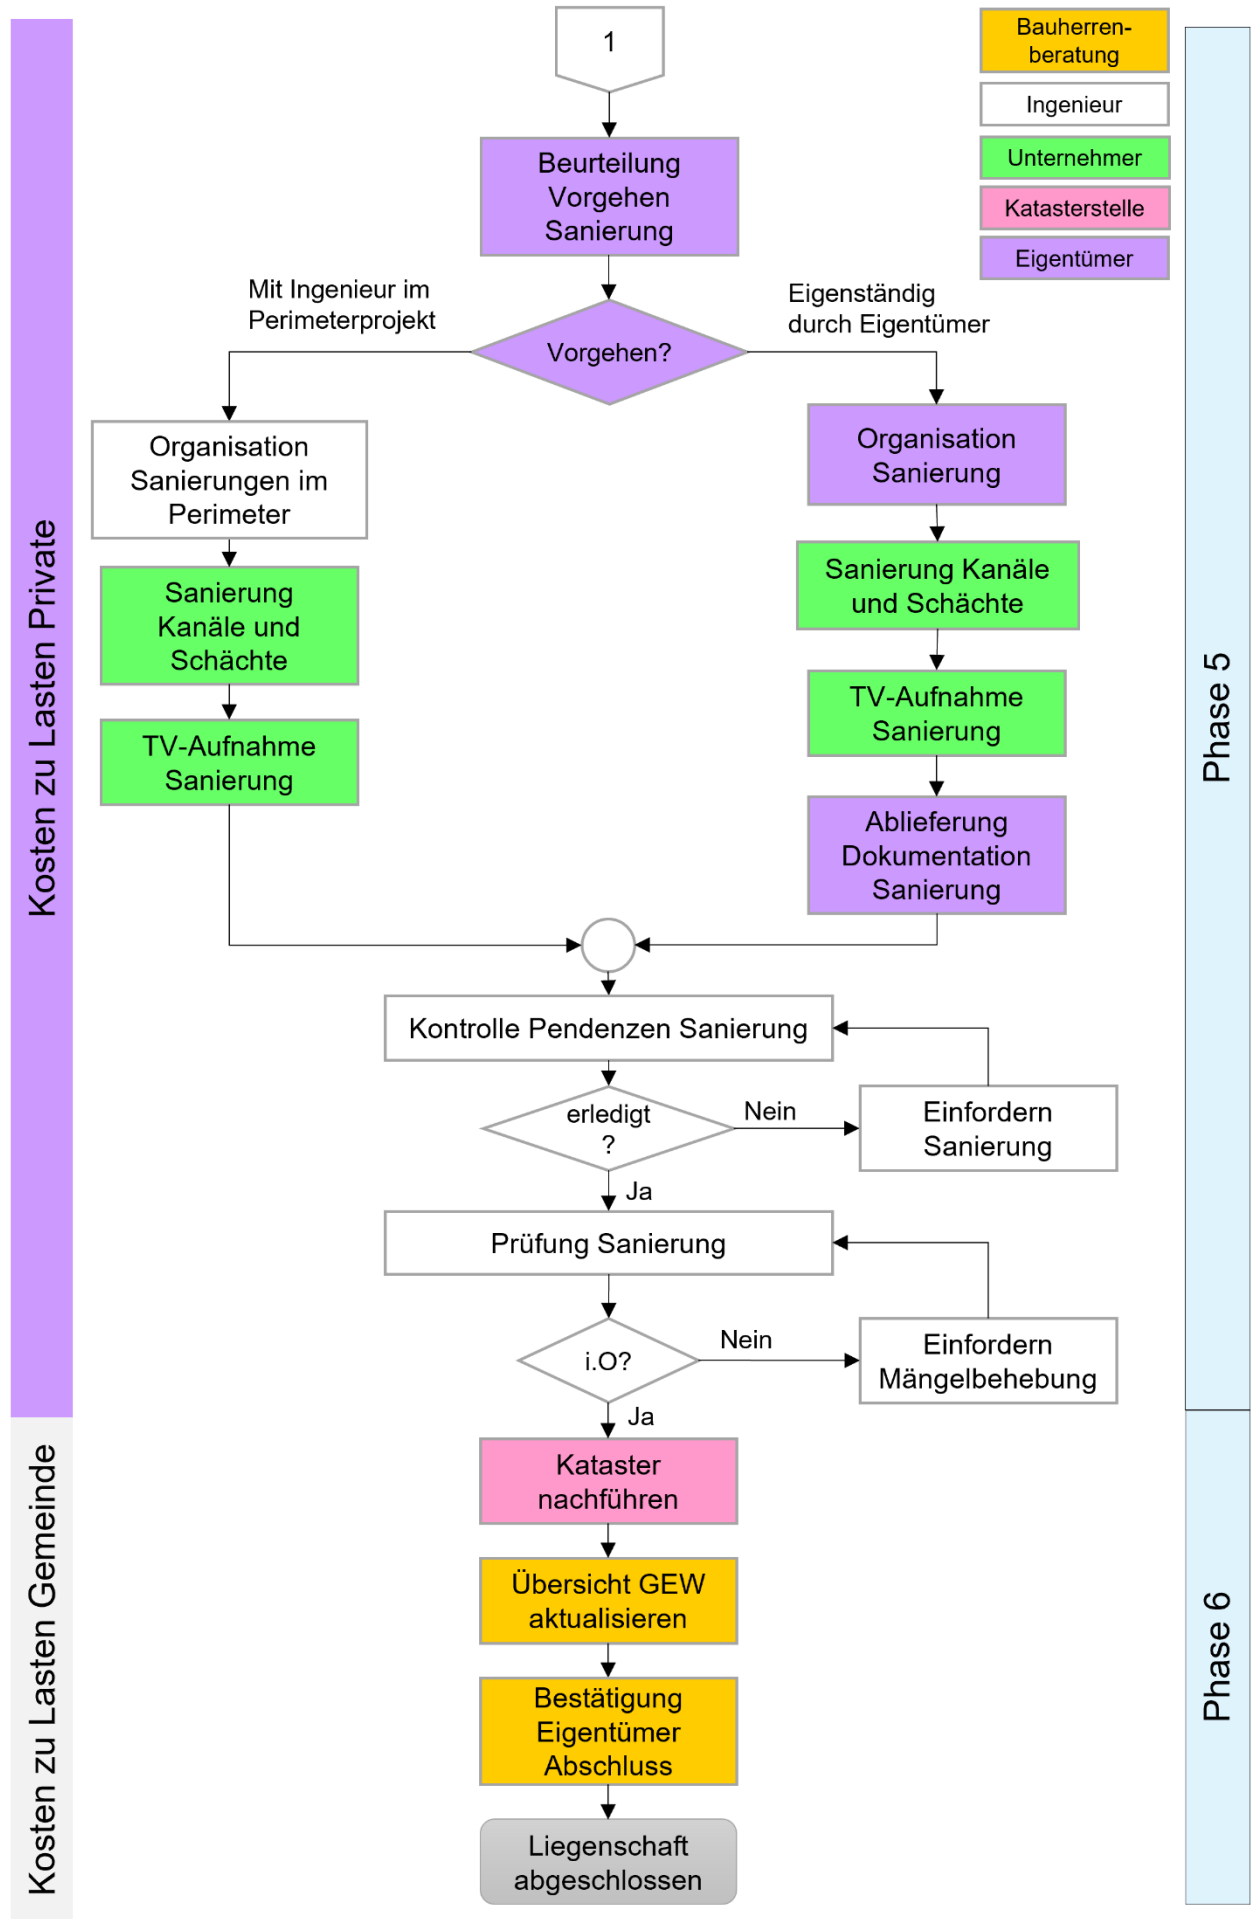 1
Bauherren-
beratung
Ingenieur
Unternehmer
Katasterstelle
Eigentümer
Beurteilung
Vorgehen
Sanierung
Mit Ingenieur im
Perimeterprojekt
Eigenständig
durch Eigentümer
Vorgehen?
Organisation
Sanierungen im
Perimeter
Organisation
Sanierung
Sanierung
Kanäle und
Schächte
Sanierung Kanäle
und Schächte
TV-Aufnahme
Sanierung
TV-Aufnahme
Sanierung
Ablieferung
Dokumentation
Sanierung
Kontrolle Pendenzen Sanierung
erledigt
?
Nein
Einfordern
Sanierung
Ja
Prüfung Sanierung
i.O?
Nein
Einfordern
Mängelbehebung
Ja
Kataster
nachführen
Übersicht GEW
aktualisieren
Bestätigung
Eigentümer
Abschluss
Liegenschaft
abgeschlossen
Kosten zu Lasten Private
Kosten zu Lasten Gemeinde
Phase 5
Phase 6